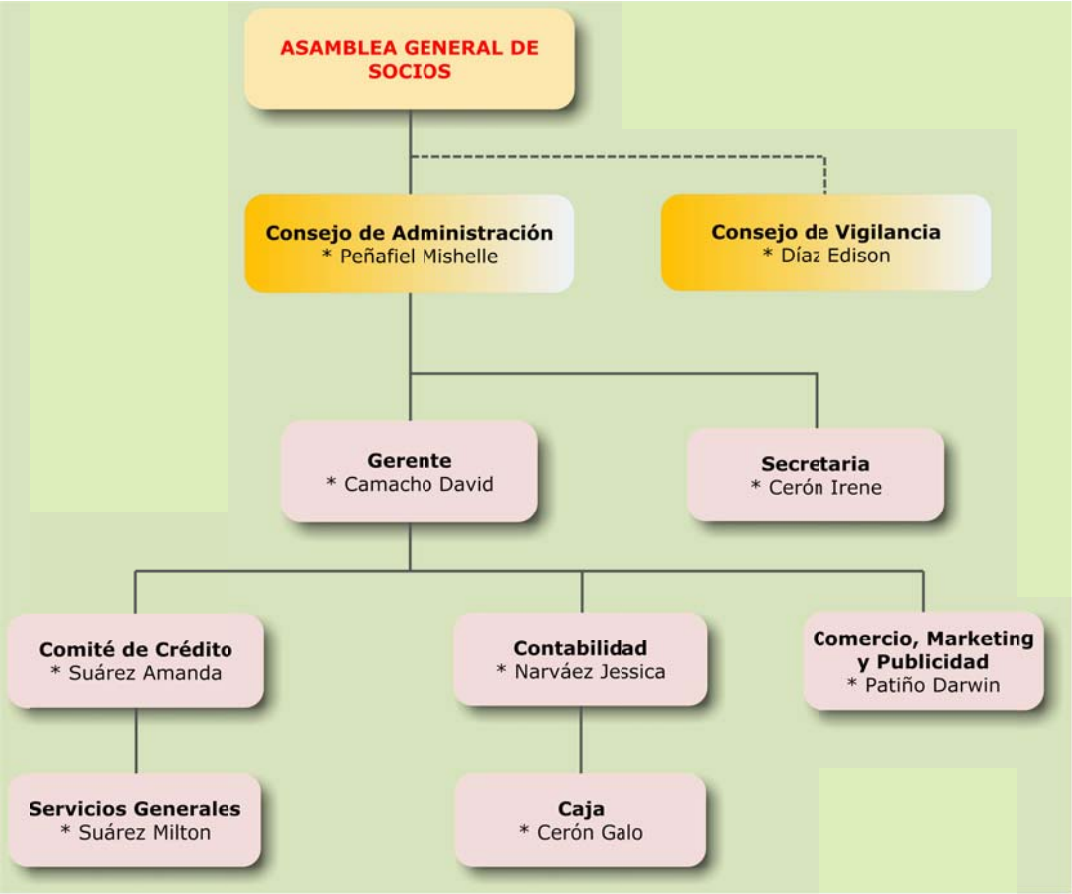 ASAMBLEA GENERAL DE
SOCIOS
Consejo de Administración
* Peñafiel Mishelle
Consejo de Vigilancia
* Díaz Edison
Gerente
* Camacho David
Secretaria
* Cerón Irene
Comité de Crédito
* Suárez Amanda
Contabilidad
* Narváez Jessica
Comercio, Marketing
y Publicidad
* Patiño Darwin
Servicios Generales
* Suárez Milton
Caja
* Cerón Galo